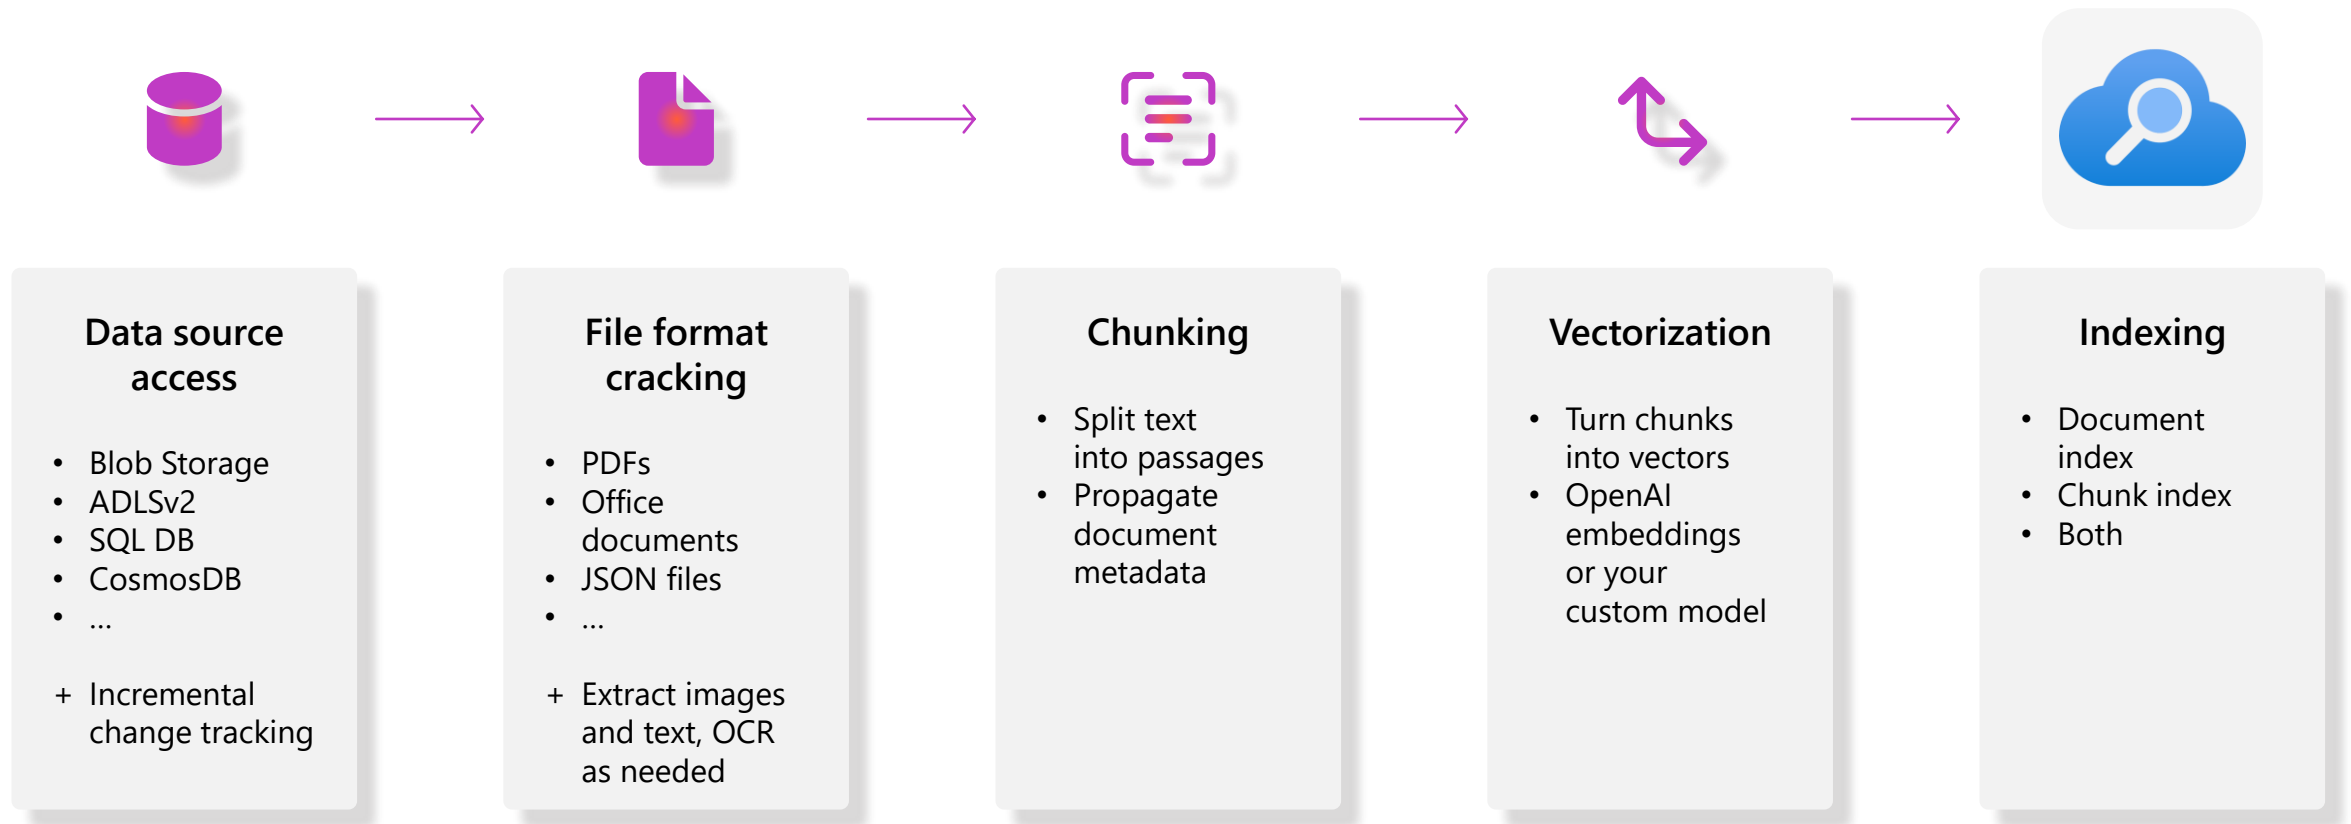 Data source
access
• Blob Storage
• ADLSv2
• SQL DB
• CosmosDB
• ...
+ Incremental
change tracking
File format
cracking
• PDFs
• Office
documents
• JSON files
• ...
+ Extract images
and text, OCR
as needed
Chunking
• Split text
into passages
• Propagate
document
metadata
Vectorization
• Turn chunks
into vectors
• OpenAI
embeddings
or your
custom model
Indexing
• Document
index
• Chunk index
• Both